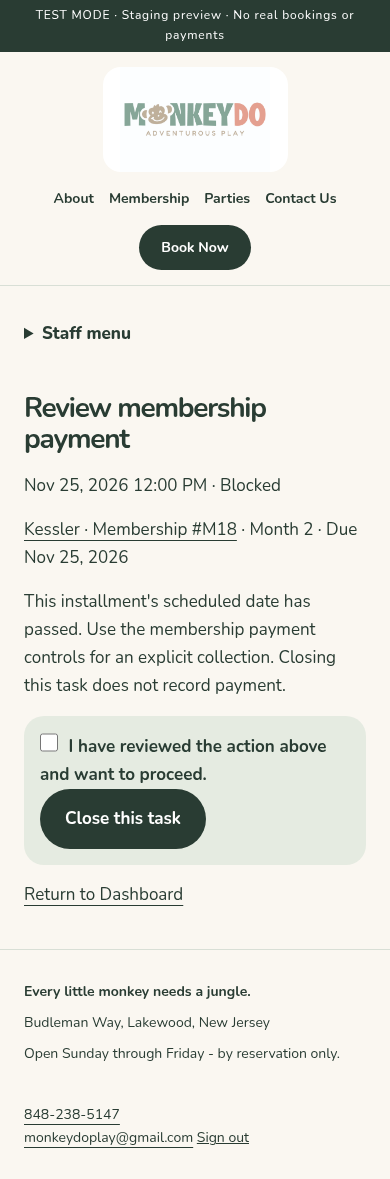 TEST MODE · Staging preview · No real bookings or
payments
MONKEYDO
ADVENTUROUS PLAY
About Membership Parties Contact Us
Book Now
Staff menu
Review membership
payment
Nov 25, 2026 12:00 PM · Blocked
Kessler · Membership #M18 · Month 2 · Due
Nov 25, 2026
This installment's scheduled date has
passed. Use the membership payment
controls for an explicit collection. Closing
this task does not record payment.
I have reviewed the action above
and want to proceed.
Close this task
Return to Dashboard
Every little monkey needs a jungle.
Budleman Way, Lakewood, New Jersey
Open Sunday through Friday - by reservation only.
848-238-5147
monkeydoplay@gmail.com Sign out